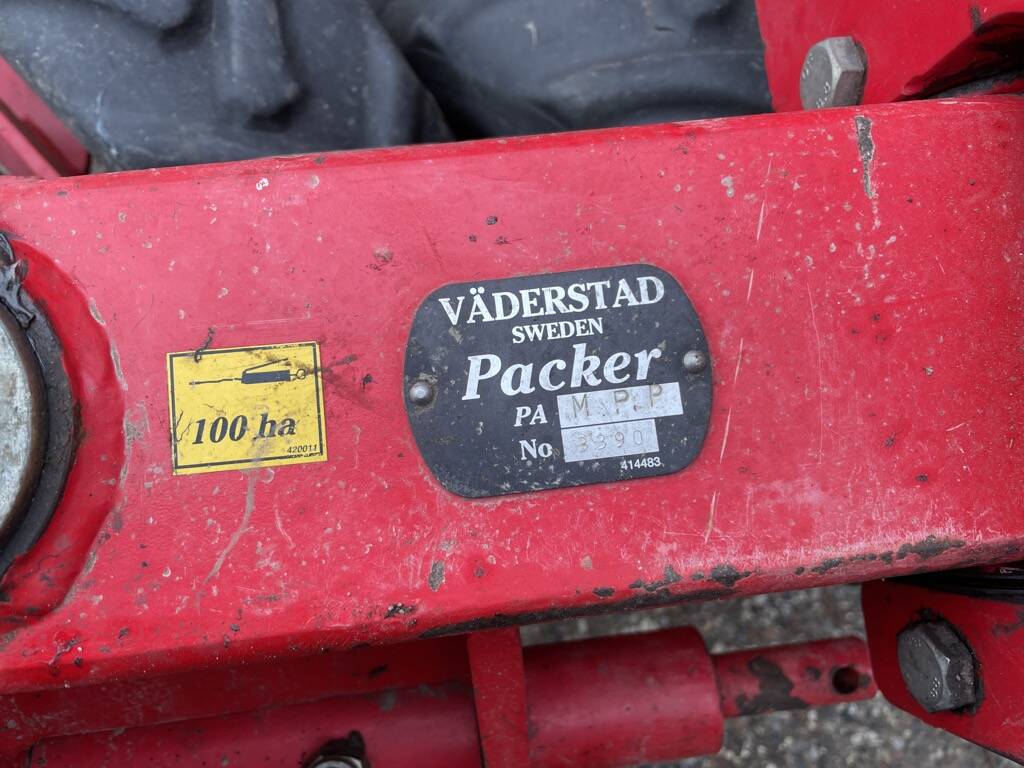 VÄDERSTAD
SWEDEN
Packer
PA M.P.P
No 3390
414483
100 ha
420011